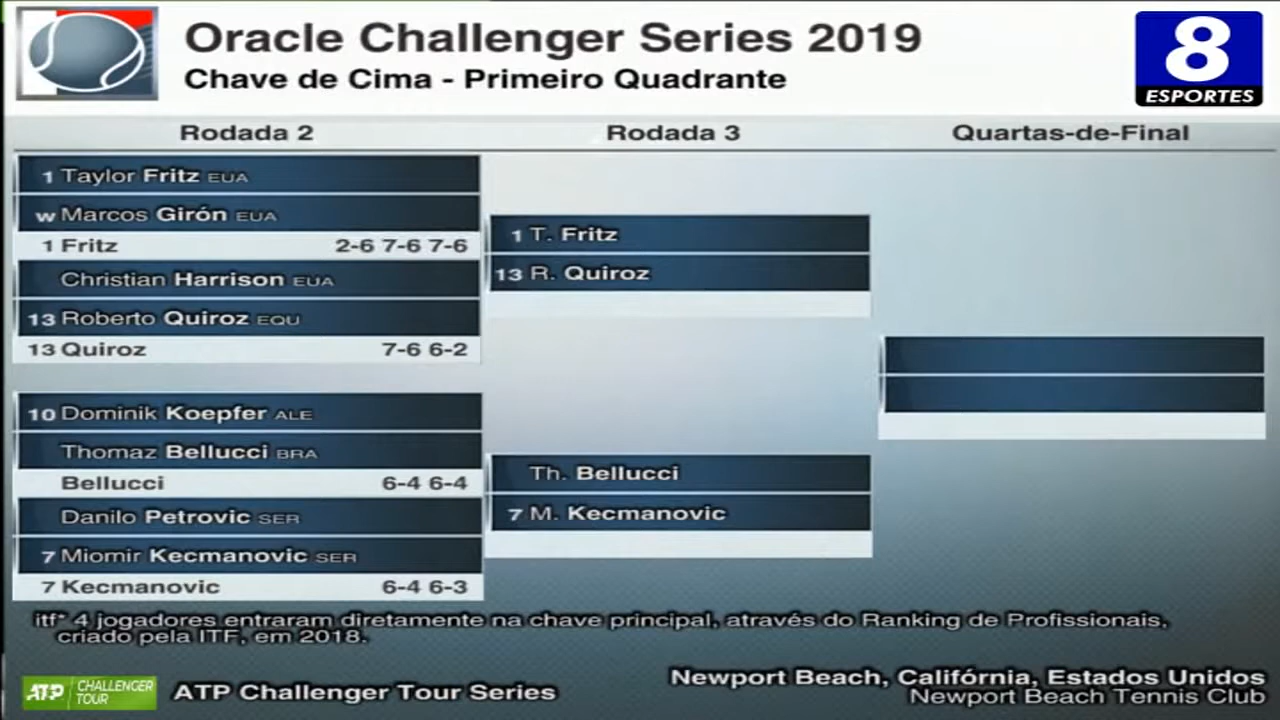 Oracle Challenger Series 2019
Chave de Cima - Primeiro Quadrante
8
ESPORTES
Rodada 2
Rodada 3
Quartas-de-Final
1 Taylor Fritz EUA
W Marcos Girón EUA
1 Fritz 2-6 7-6 7-6
Christian Harrison EUA
13 Roberto Quiroz EQU
13 Quiroz 7-6 6-2
10 Dominik Koepfer ALE
Thomaz Bellucci BRA
Bellucci 6-4 6-4
Danilo Petrovic SER
7 Miomir Kecmanovic SER
7 Kecmanovic 6-4 6-3
1 T. Fritz
13 R. Quiroz
Th. Bellucci
7 M. Kecmanovic
itf* 4 jogadores entraram diretamente na chave principal, através do Ranking de Profissionais,
criado pela ITF, em 2018.
ATP CHALLENGER
TOUR
ATP Challenger Tour Series
Newport Beach, Califórnia, Estados Unidos
Newport Beach Tennis Club